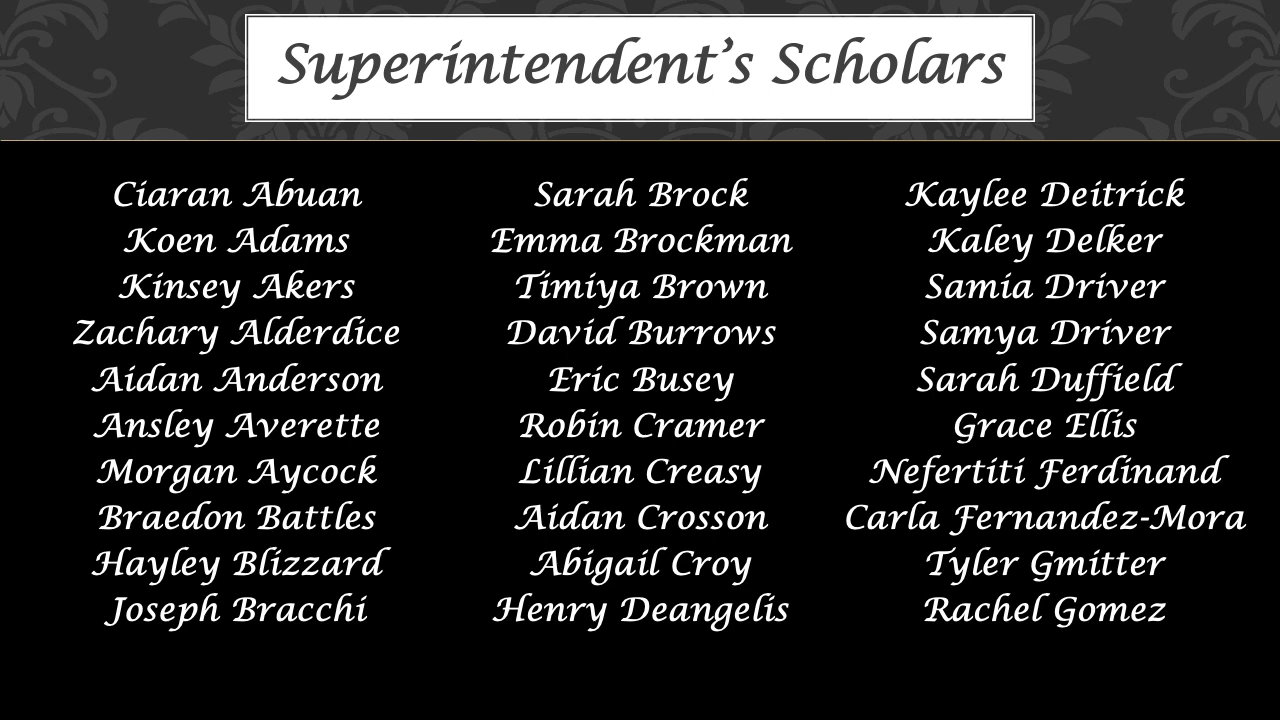 Superintendent's Scholars
Ciaran Abuan
Koen Adams
Kinsey Akers
Zachary Alderdice
Aidan Anderson
Ansley Averette
Morgan Aycock
Braedon Battles
Hayley Blizzard
Joseph Bracchi
Sarah Brock
Emma Brockman
Timiya Brown
David Burrows
Eric Busey
Robin Cramer
Lillian Creasy
Aidan Crosson
Abigail Croy
Henry Deangelis
Kaylee Deitrick
Kaley Delker
Samia Driver
Samya Driver
Sarah Duffield
Grace Ellis
Nefertiti Ferdinand
Carla Fernandez-Mora
Tyler Gmitter
Rachel Gomez